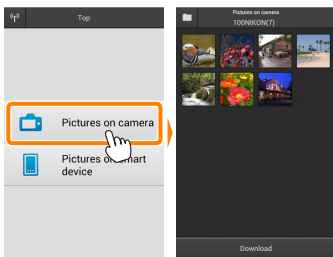 Top
Pictures on camera
Pictures on smart
device
Pictures on camera
100NIKON(7)
Download